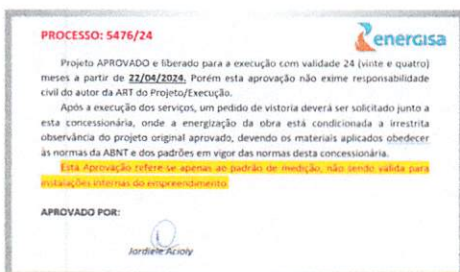 PROCESSO: 5476/24
energisa
Projeto APROVADO e liberado para a execução com validade 24 (vinte e quatro)
meses a partir de 22/04/2024. Porém esta aprovação não exime responsabilidade
civil do autor da ART do Projeto/Execução.
Após a execução dos serviços, um pedido de vistoria deverá ser solicitado junto a
esta concessionária, onde a energização da obra está condicionada a irrestrita
observância do projeto original aprovado, devendo os materiais aplicados obedecer
às normas da ABNT e dos padrões em vigor das normas desta concessionária.
Esta Aprovação refere-se apenas ao padrão de medição, não sendo valida para
instalações internas do empreendimento.
APROVADO POR:
Jardiele Acioly